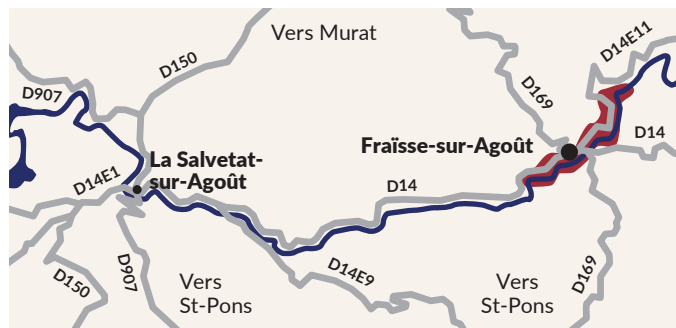 Vers Murat
D14E11
D150
D907
D169
D14
Fraïsse-sur-Agoût
La Salvetat-
sur-Agoût
D14E1
D14
D150
D907
Vers
St-Pons
D14E9
Vers
St-Pons
D169